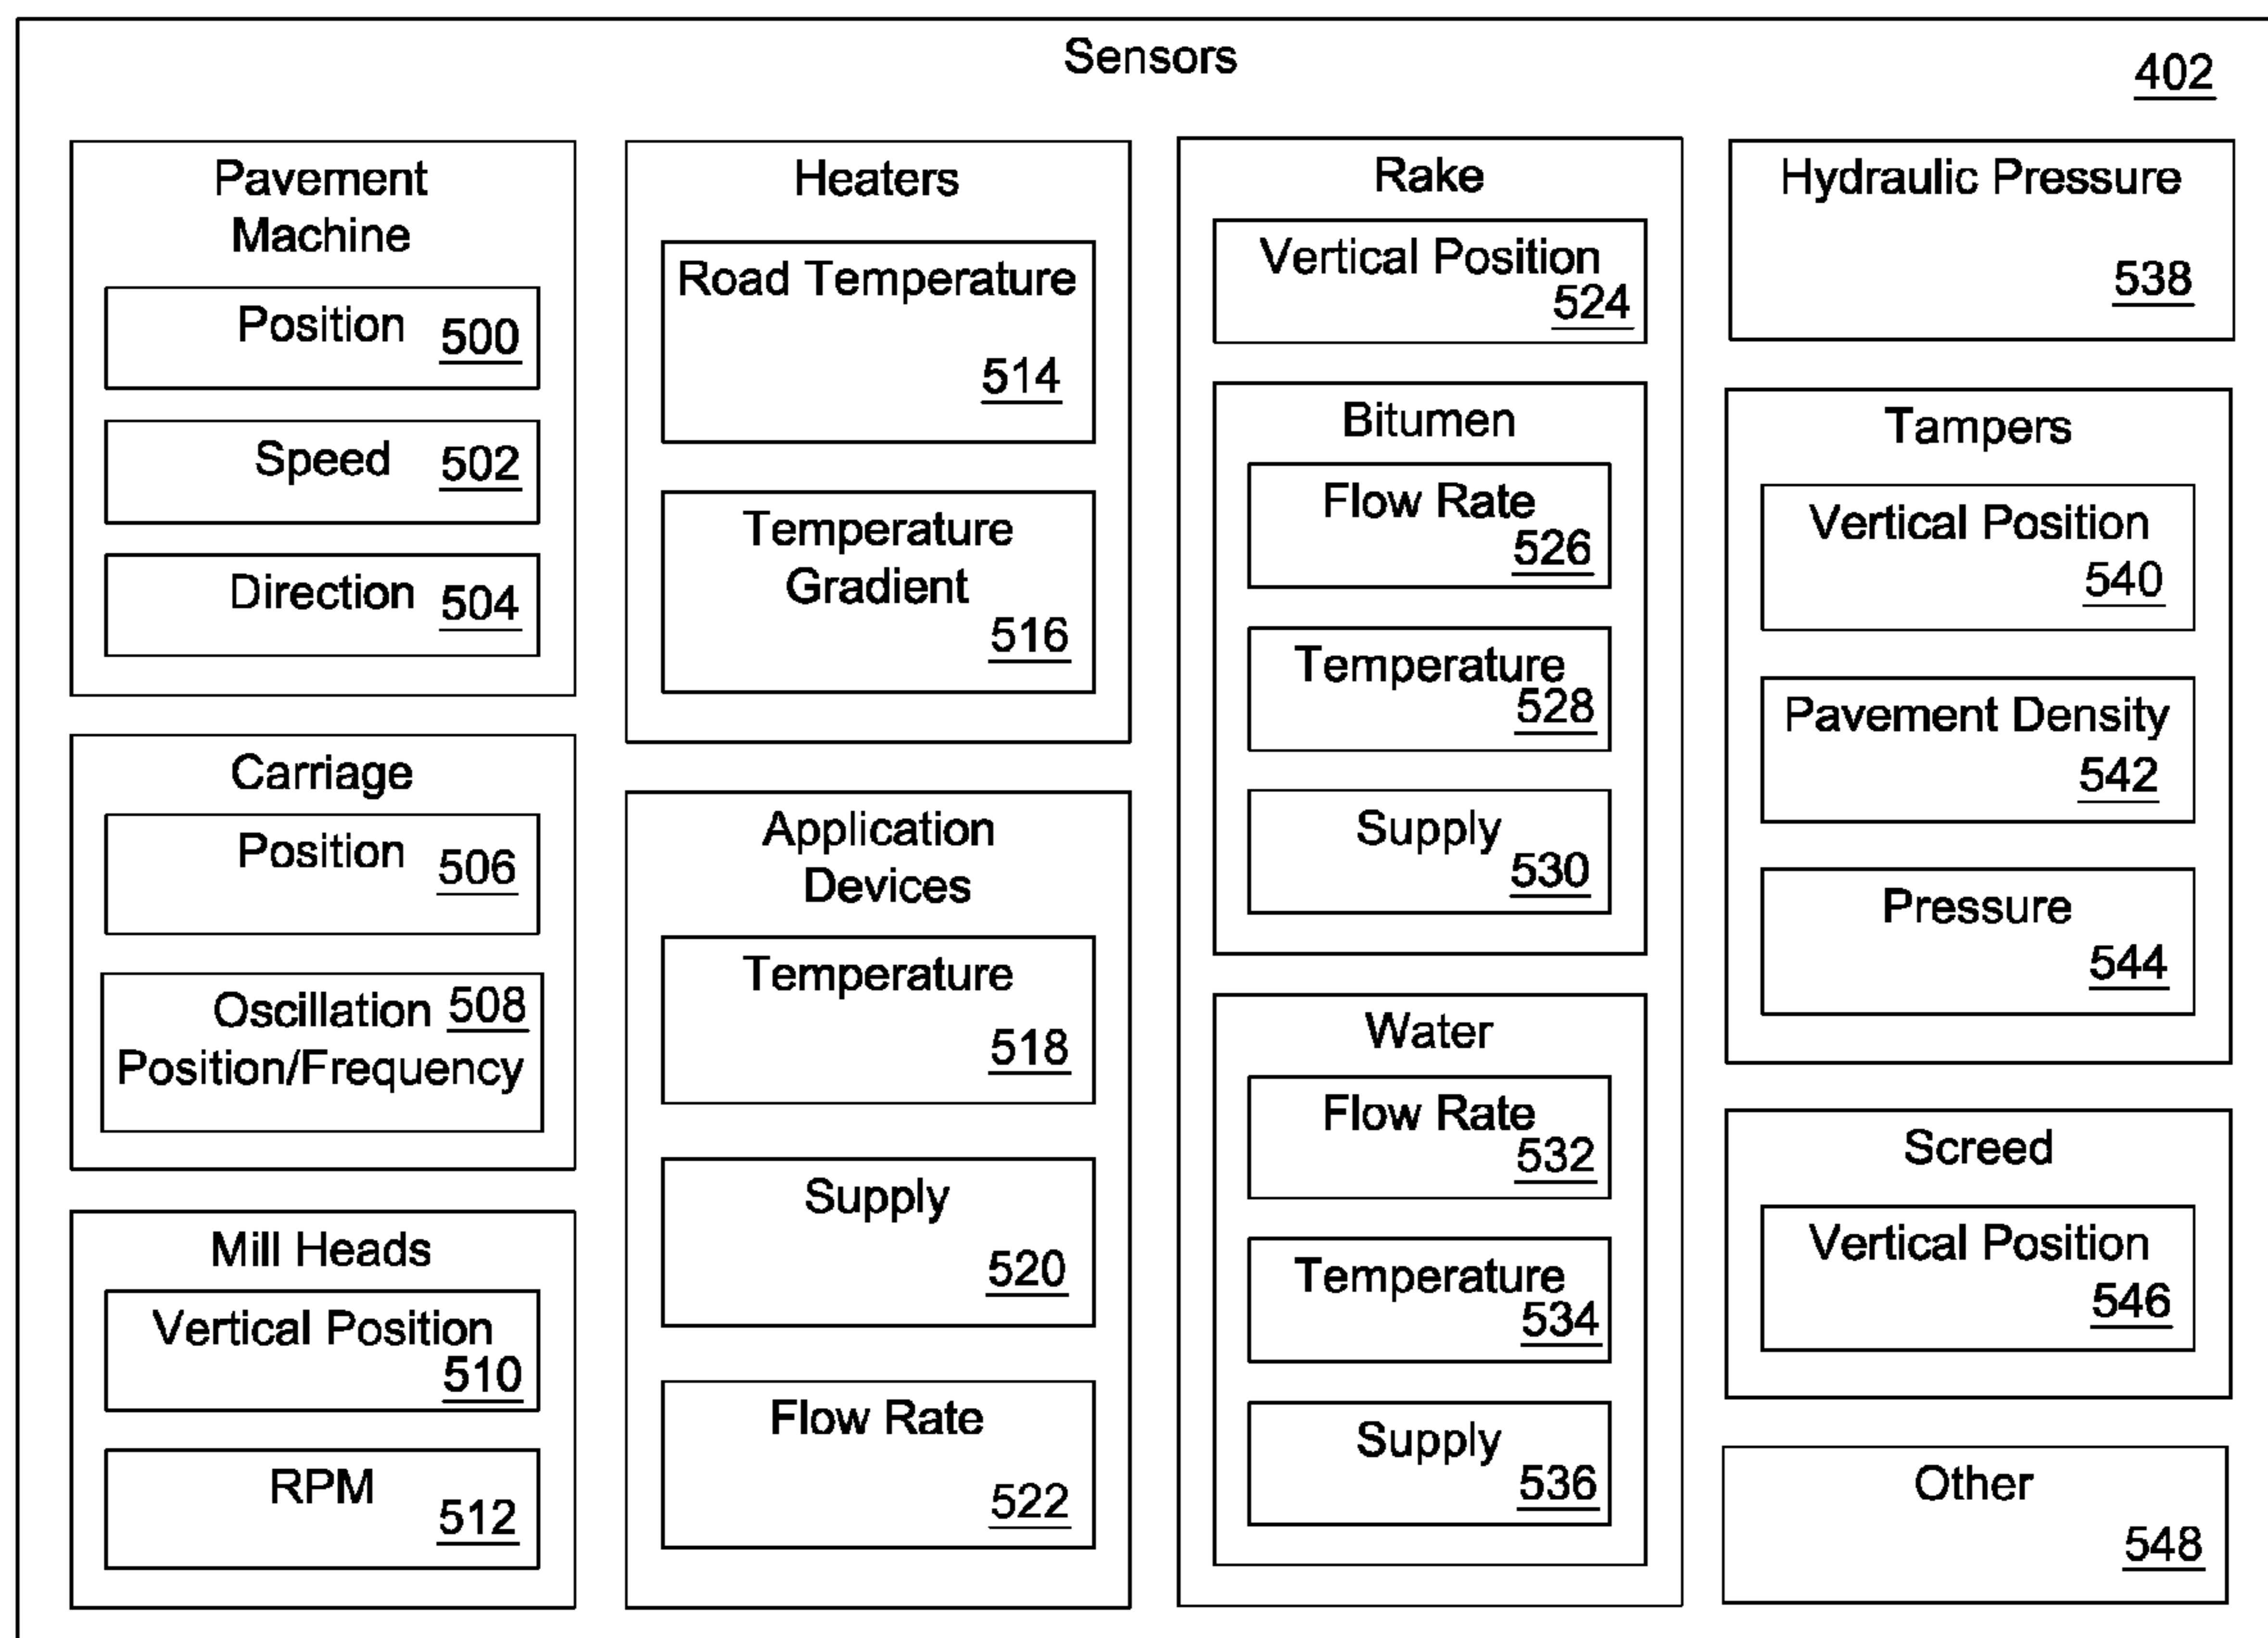 Sensors
402
Pavement
Machine
Position 500
Speed 502
Direction 504
Carriage
Position 506
Oscillation 508
Position/Frequency
Mill Heads
Vertical Position
510
RPM
512
Heaters
Road Temperature
514
Temperature
Gradient
516
Application
Devices
Temperature
518
Supply
520
Flow Rate
522
Rake
Vertical Position
524
Bitumen
Flow Rate
526
Temperature
528
Supply
530
Water
Flow Rate
532
Temperature
534
Supply
536
Hydraulic Pressure
538
Tampers
Vertical Position
540
Pavement Density
542
Pressure
544
Screed
Vertical Position
546
Other
548